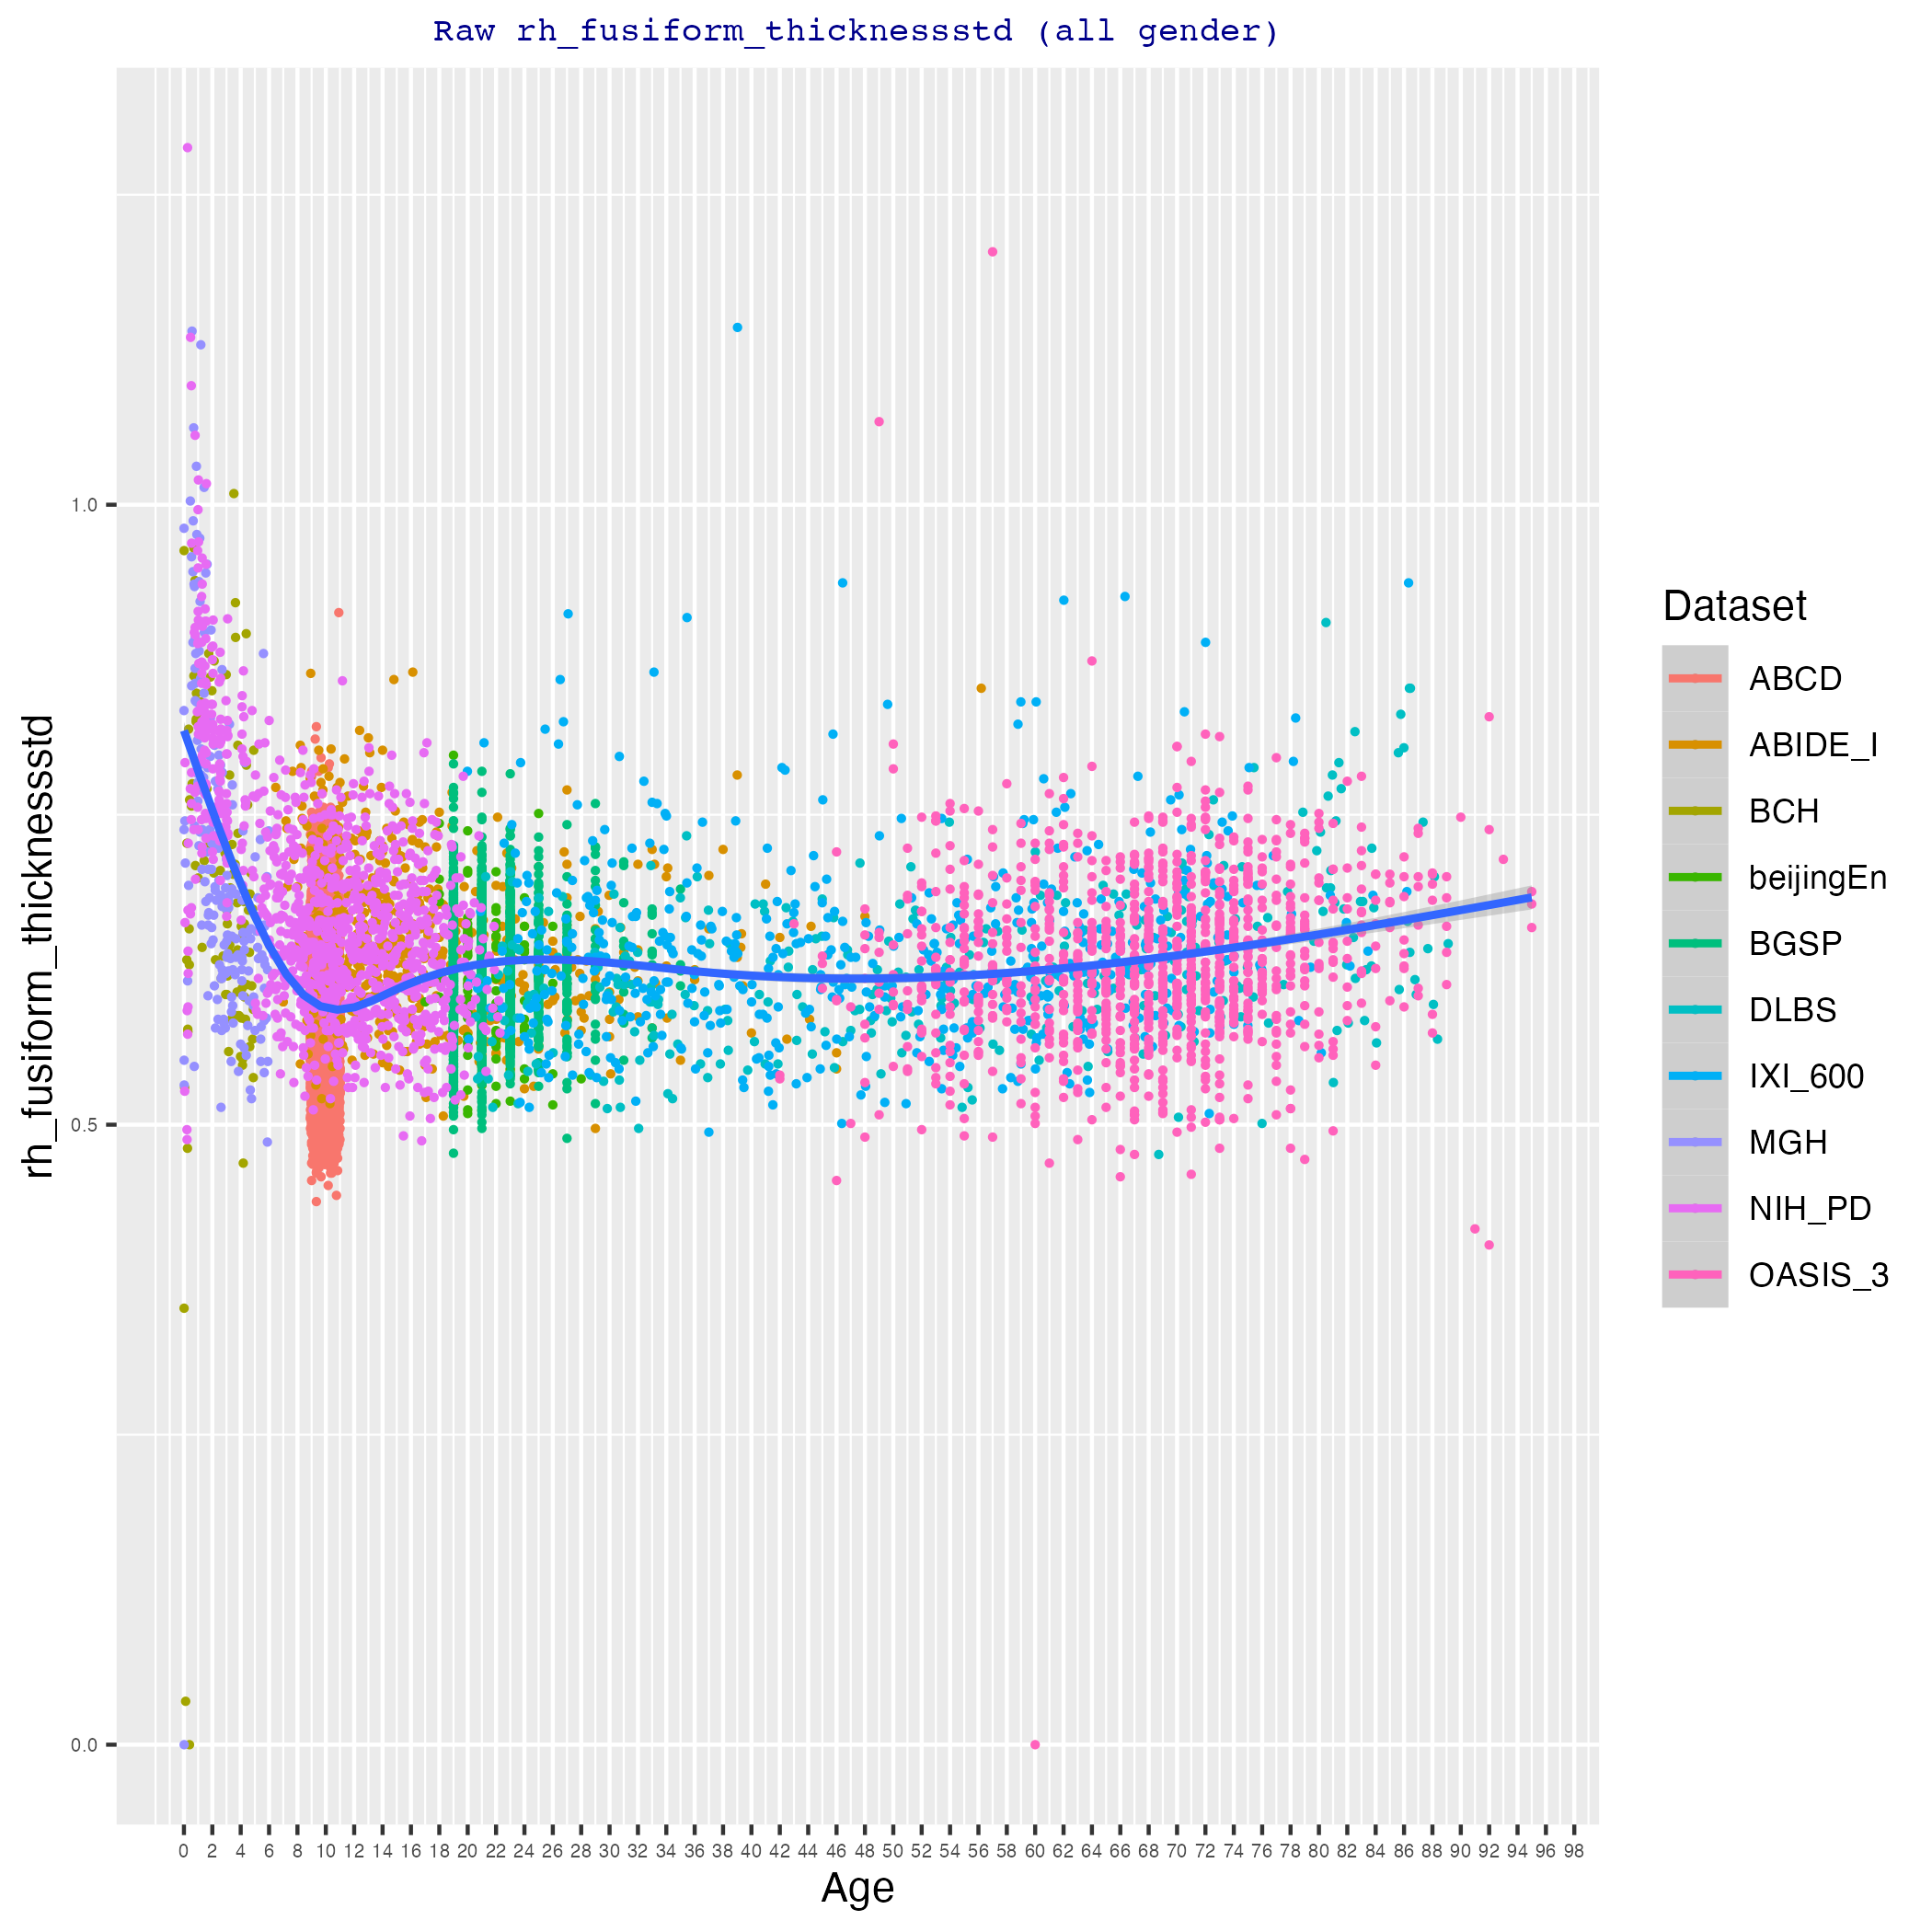 Raw rh_fusiform_thicknessstd (all gender)
rh_fusiform_thicknessstd
1.0
0.5
0.0
0 2 4 6 8 10 12 14 16 18 20 22 24 26 28 30 32 34 36 38 40 42 44 46 48 50 52 54 56 58 60 62 64 66 68 70 72 74 76 78 80 82 84 86 88 90 92 94 96 98
Age
Dataset
ABCD
ABIDE_I
BCH
beijingEn
BGSP
DLBS
IXI_600
MGH
NIH_PD
OASIS_3